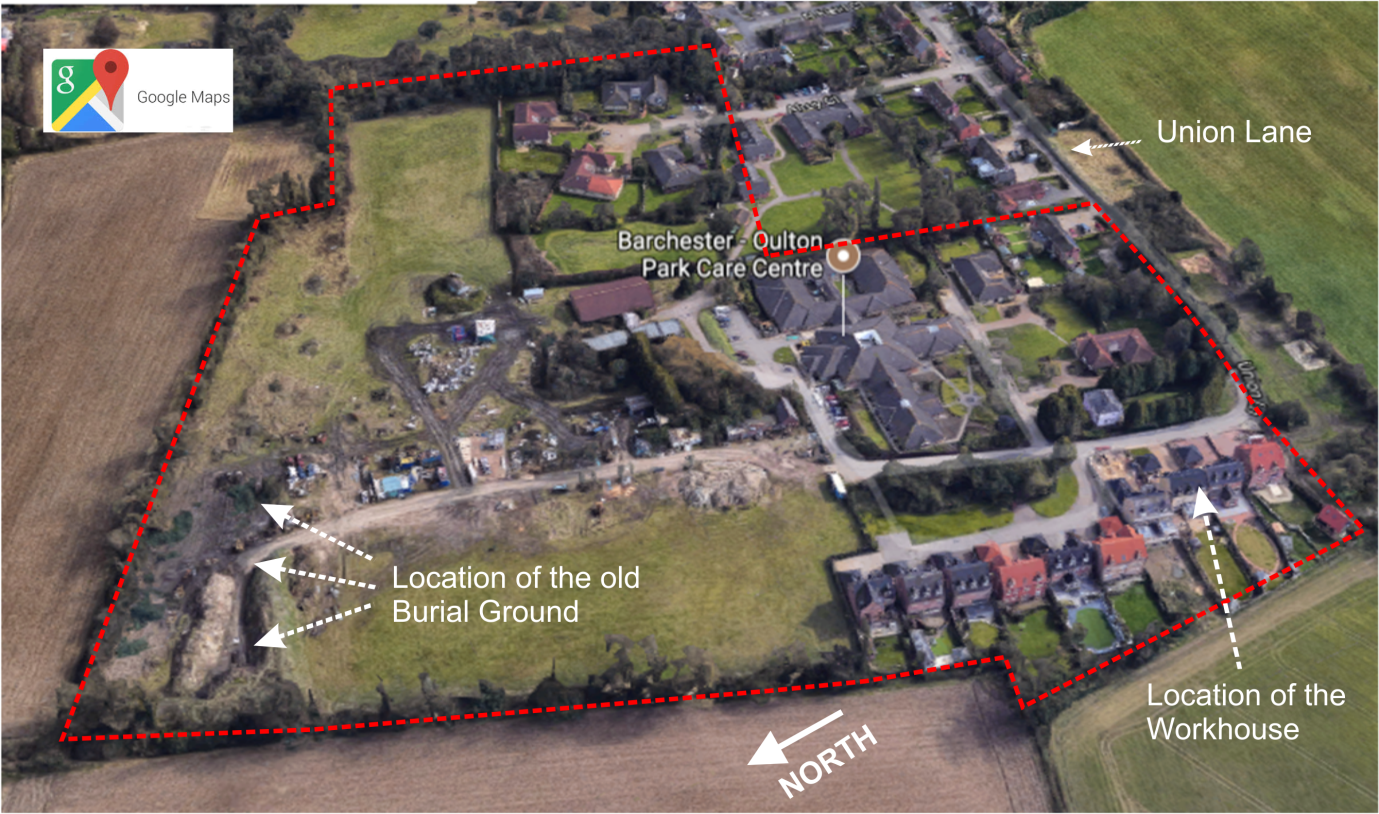 g
Google Maps
Union Lane
Barchester - Oulton
Park Care Centre
Location of the old
Burial Ground
Location of the
Workhouse
NORTH